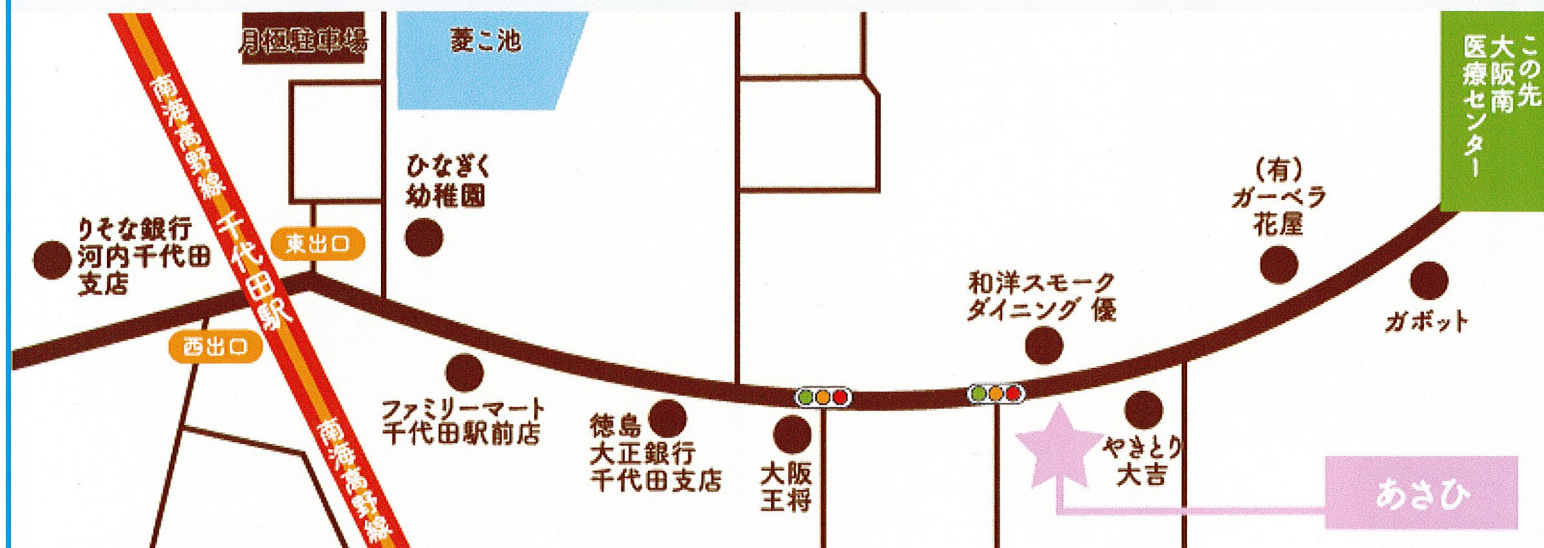 月極駐車場
菱こ池
この先
大阪南
医療センター
南海高野線
千代田駅
南海高野線
ひなぎく
幼稚園
りそな銀行
河内千代田
支店
東出口
西出口
(有)
ガーベラ
花屋
和洋スモーク
ダイニング 優
ガボット
ファミリーマート
千代田駅前店
徳島
大正銀行
千代田支店
大阪
王将
やきとり
大吉
あさひ